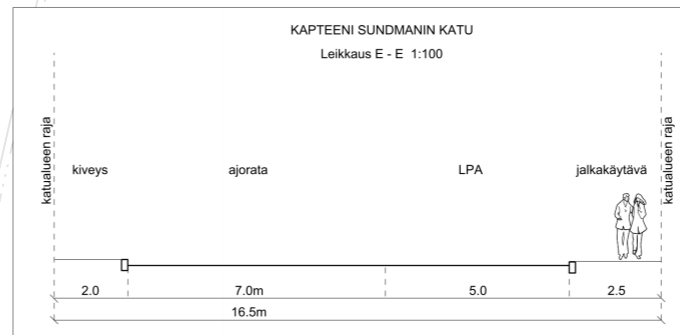 KAPTEENI SUNDMANIN KATU
Leikkaus E - E 1:100
katualueen raja
kiveys ajorata LPA jalkakäytävä
katualueen raja
2.0 7.0m 5.0 2.5
16.5m